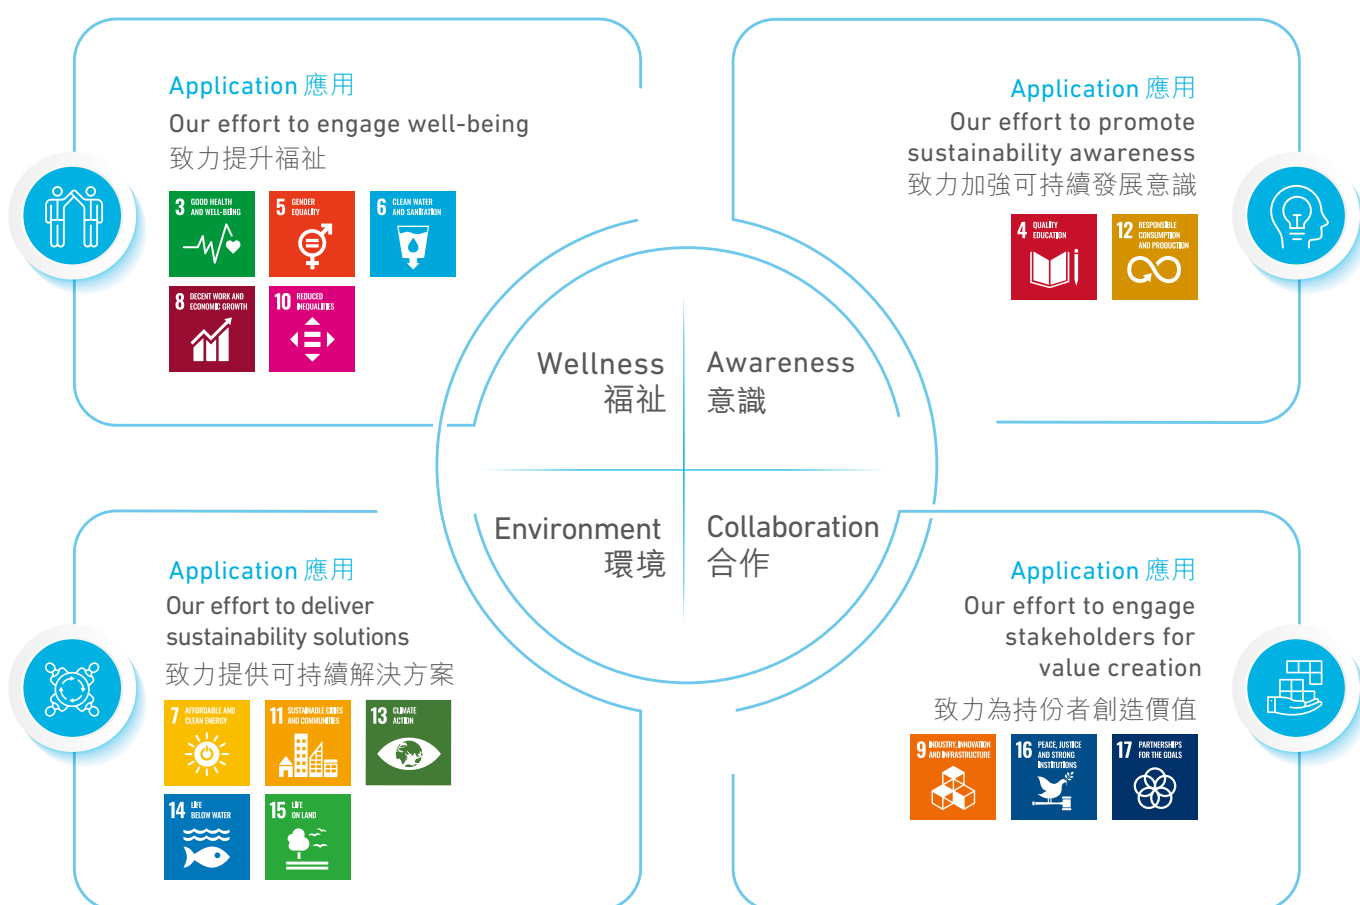 Application 應用
Our effort to engage well-being
致力提升福祉
3 GOOD HEALTH
AND WELL-BEING
5 GENDER
EQUALITY
6 CLEAN WATER
AND SANITATION
8 DECENT WORK AND
ECONOMIC GROWTH
10 REDUCED
INEQUALITIES
Application 應用
Our effort to promote
sustainability awareness
致力加強可持續發展意識
4 QUALITY
EDUCATION
12 RESPONSIBLE
CONSUMPTION
AND PRODUCTION
Wellness
福祉
Awareness
意識
Environment
環境
Collaboration
合作
Application 應用
Our effort to deliver
sustainability solutions
致力提供可持續解決方案
7 AFFORDABLE AND
CLEAN ENERGY
11 SUSTAINABLE CITIES
AND COMMUNITIES
13 CLIMATE
ACTION
14 LIFE
BELOW WATER
15 LIFE
ON LAND
Application 應用
Our effort to engage
stakeholders for
value creation
致力為持份者創造價值
9 INDUSTRY, INNOVATION
AND INFRASTRUCTURE
16 PEACE, JUSTICE
AND STRONG
INSTITUTIONS
17 PARTNERSHIPS
FOR THE GOALS